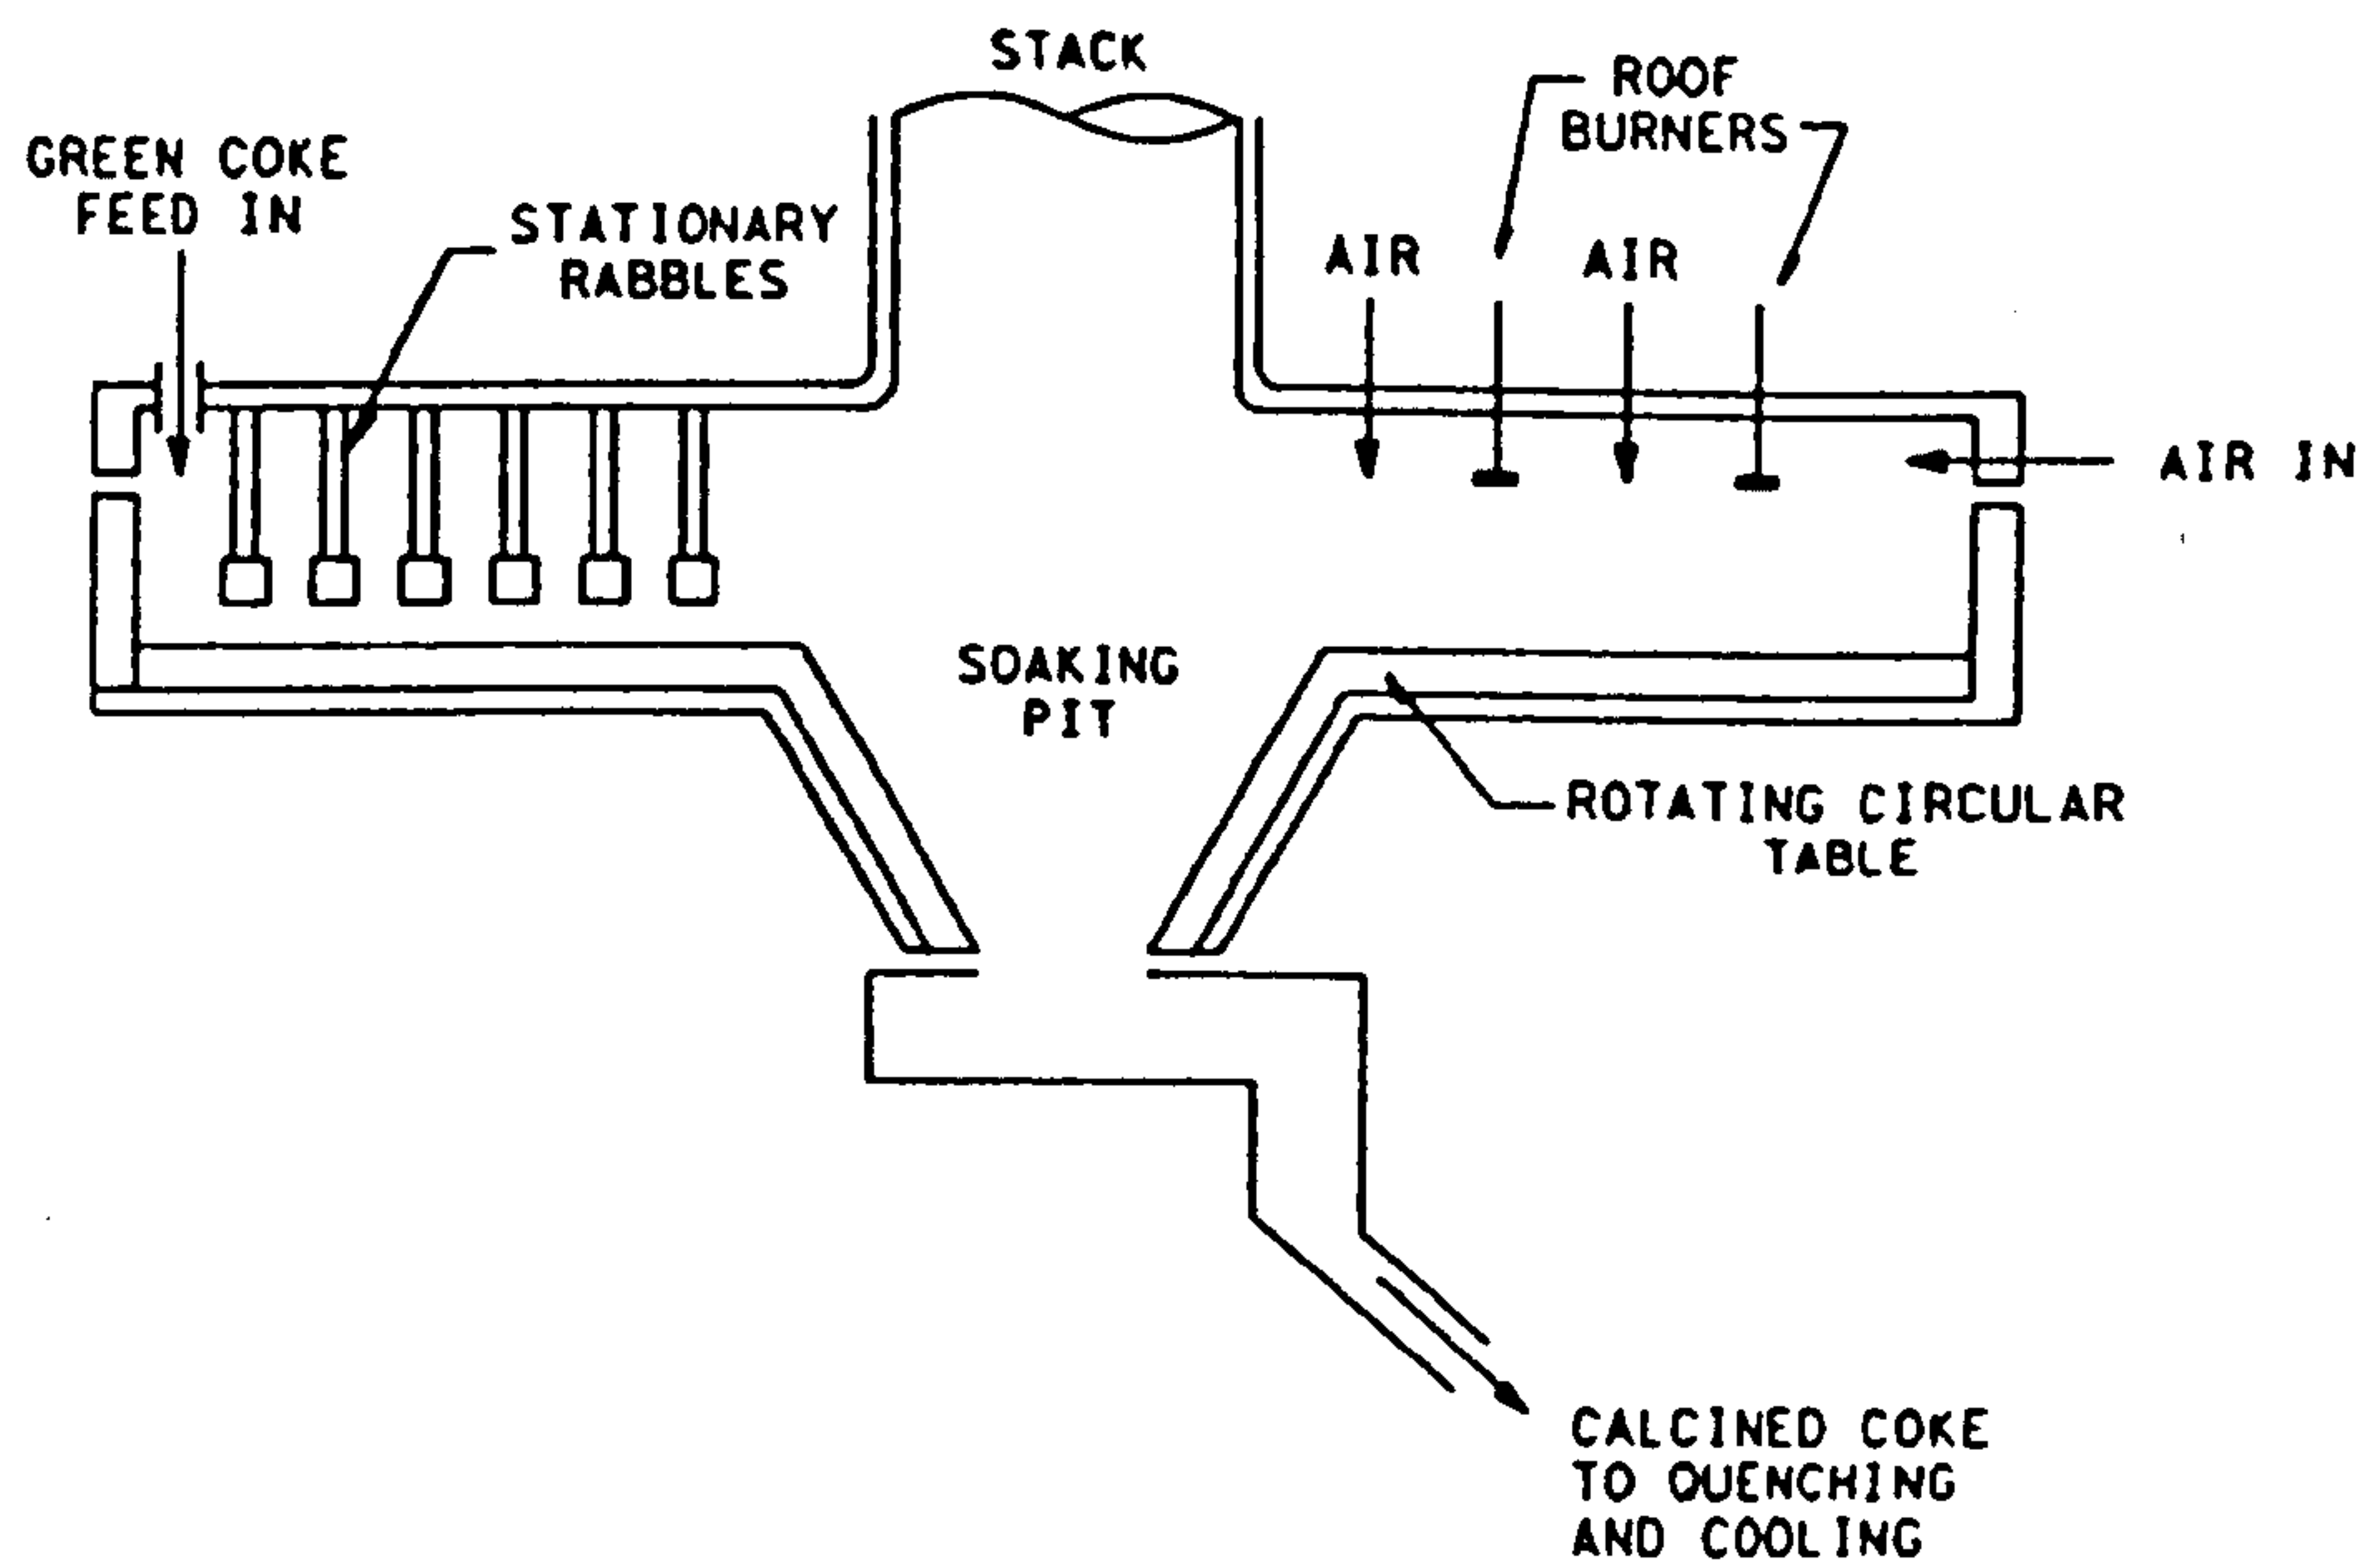 STACK
ROOF
BURNERS
GREEN COKE
FEED IN
STATIONARY
RABBLES
AIR
AIR
AIR IN
SOAKING
PIT
ROTATING CIRCULAR
TABLE
CALCINED COKE
TO QUENCHING
AND COOLING